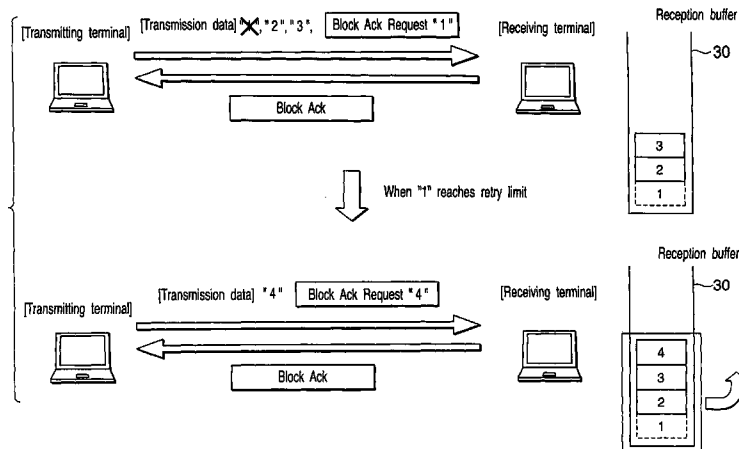 Reception buffer
[Transmitting terminal]
[Transmission data] "1", "2", "3", Block Ack Request "1"
[Receiving terminal]
30
Block Ack
3
2
1
When "1" reaches retry limit
Reception buffer
30
[Transmitting terminal]
[Transmission data] "4" Block Ack Request "4"
[Receiving terminal]
Block Ack
4
3
2
1